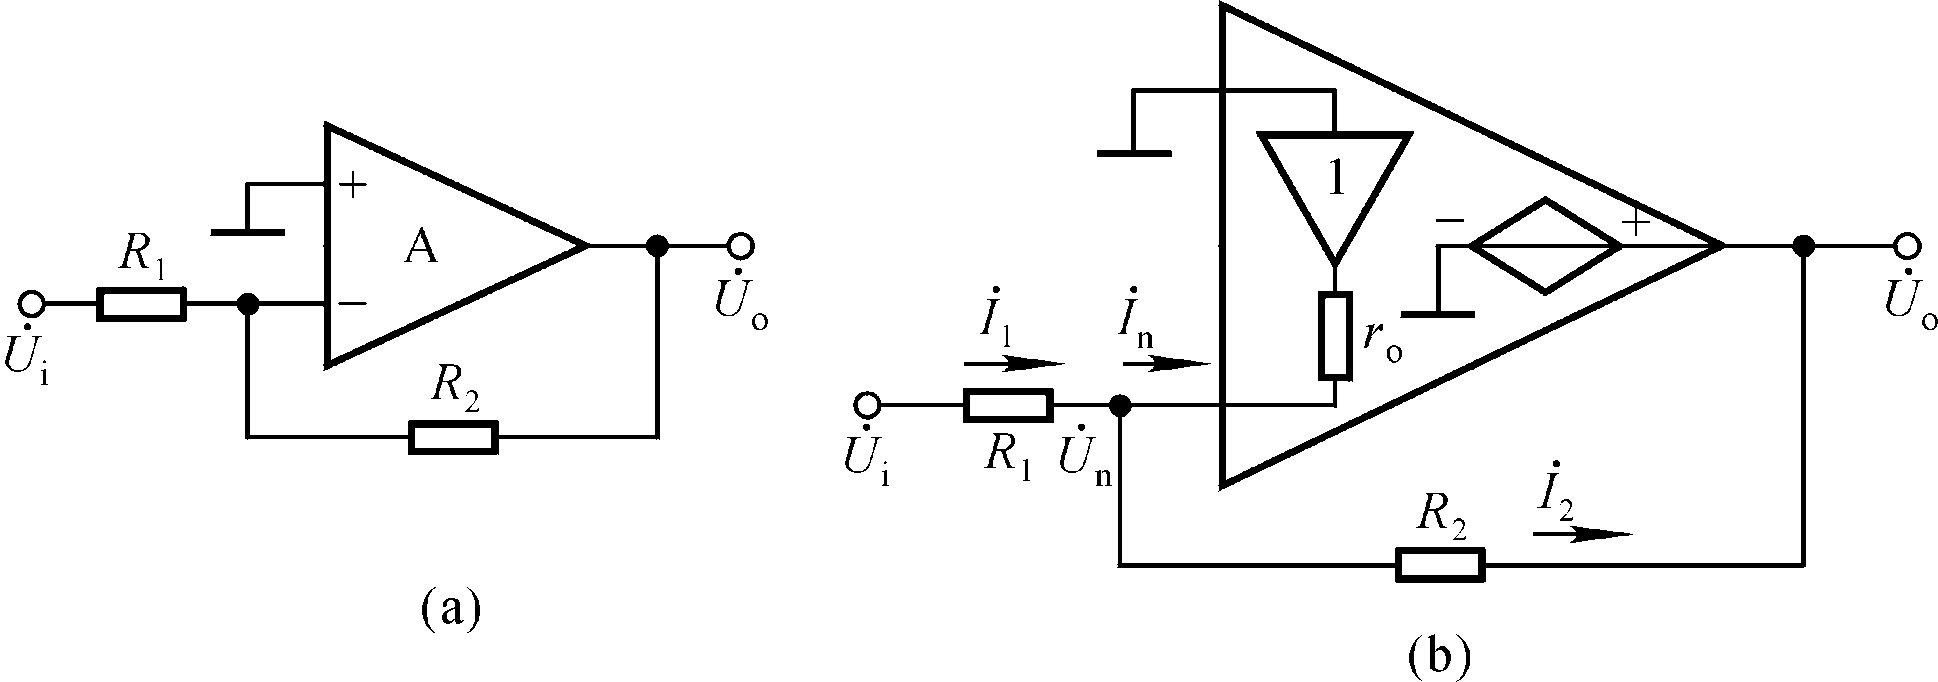 +
A
−
R₁
U̇ᵢ
R₂
U̇ₒ
(a)
1
rₒ
−
+
U̇ₒ
İ₁
İₙ
U̇ᵢ
R₁
U̇ₙ
R₂
İ₂
(b)